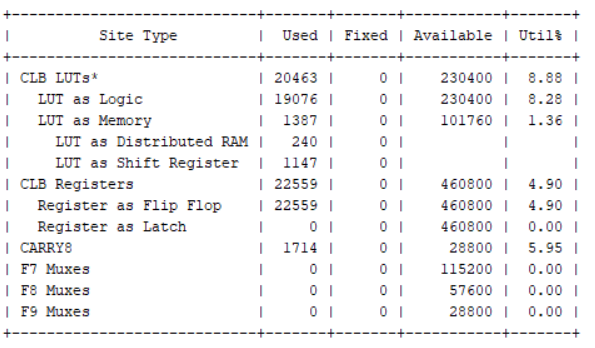 +----------------------------+-------+-------+-----------+-------+
|          Site Type         |  Used | Fixed | Available | Util% |
+----------------------------+-------+-------+-----------+-------+
| CLB LUTs*                  | 20463 |     0 |    230400 |  8.88 |
|   LUT as Logic             | 19076 |     0 |    230400 |  8.28 |
|   LUT as Memory            |  1387 |     0 |    101760 |  1.36 |
|     LUT as Distributed RAM |   240 |     0 |           |       |
|     LUT as Shift Register  |  1147 |     0 |           |       |
| CLB Registers              | 22559 |     0 |    460800 |  4.90 |
|   Register as Flip Flop    | 22559 |     0 |    460800 |  4.90 |
|   Register as Latch        |     0 |     0 |    460800 |  0.00 |
| CARRY8                     |  1714 |     0 |     28800 |  5.95 |
| F7 Muxes                   |     0 |     0 |    115200 |  0.00 |
| F8 Muxes                   |     0 |     0 |     57600 |  0.00 |
| F9 Muxes                   |     0 |     0 |     28800 |  0.00 |
+----------------------------+-------+-------+-----------+-------+